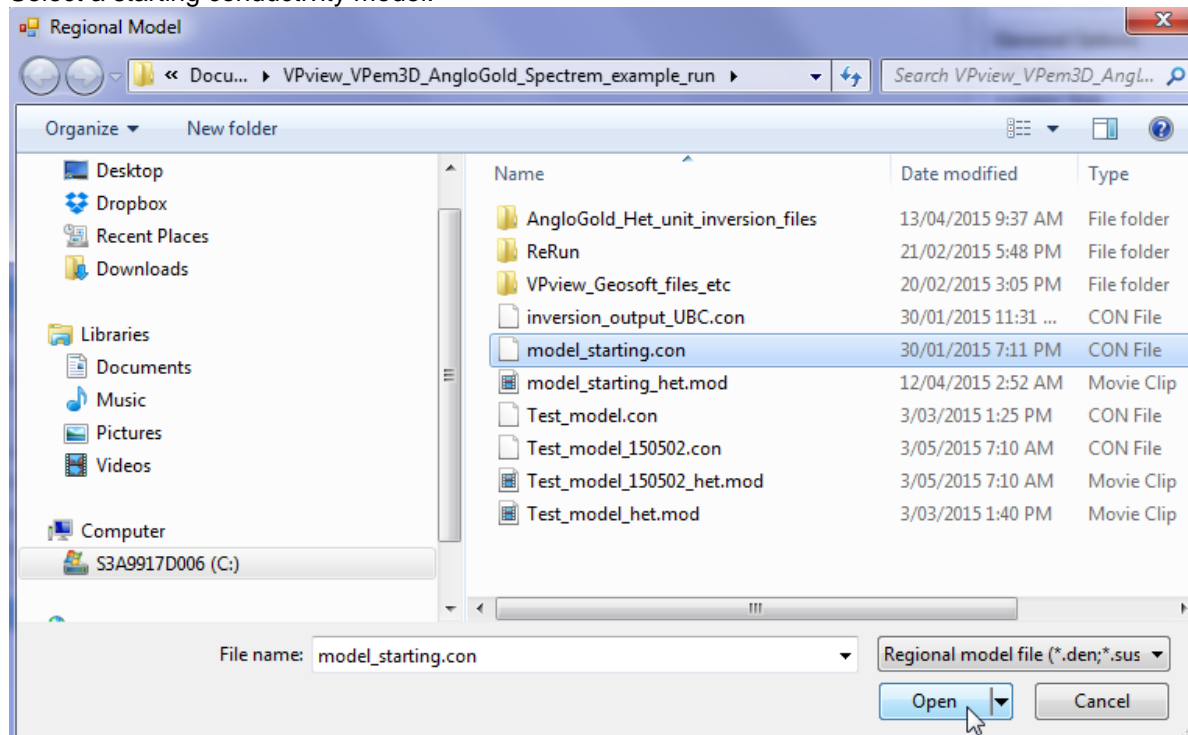 Select a starting conductivity model:
Regional Model
« Docu... ▸ VPview_VPem3D_AngloGold_Spectrem_example_run ▸ Search VPview_VPem3D_Angl...
Organize ▾ New folder
Name Date modified Type
Desktop
Dropbox
Recent Places
Downloads
Libraries
Documents
Music
Pictures
Videos
Computer
S3A9917D006 (C:)
AngloGold_Het_unit_inversion_files 13/04/2015 9:37 AM File folder
ReRun 21/02/2015 5:48 PM File folder
VPview_Geosoft_files_etc 20/02/2015 3:05 PM File folder
inversion_output_UBC.con 30/01/2015 11:31 ... CON File
model_starting.con 30/01/2015 7:11 PM CON File
model_starting_het.mod 12/04/2015 2:52 AM Movie Clip
Test_model.con 3/03/2015 1:25 PM CON File
Test_model_150502.con 3/05/2015 7:10 AM CON File
Test_model_150502_het.mod 3/05/2015 7:10 AM Movie Clip
Test_model_het.mod 3/03/2015 1:40 PM Movie Clip
File name: model_starting.con Regional model file (*.den;*.sus
Open Cancel